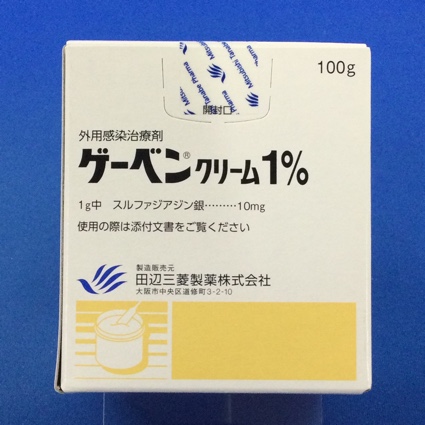 Mitsubishi Tanabe Pharma
100g
開封口
外用感染治療剤
ゲーベン®クリーム1%
1g中 スルファジアジン銀………10mg
使用の際は添付文書をご覧ください
製造販売元
田辺三菱製薬株式会社
大阪市中央区道修町3-2-10